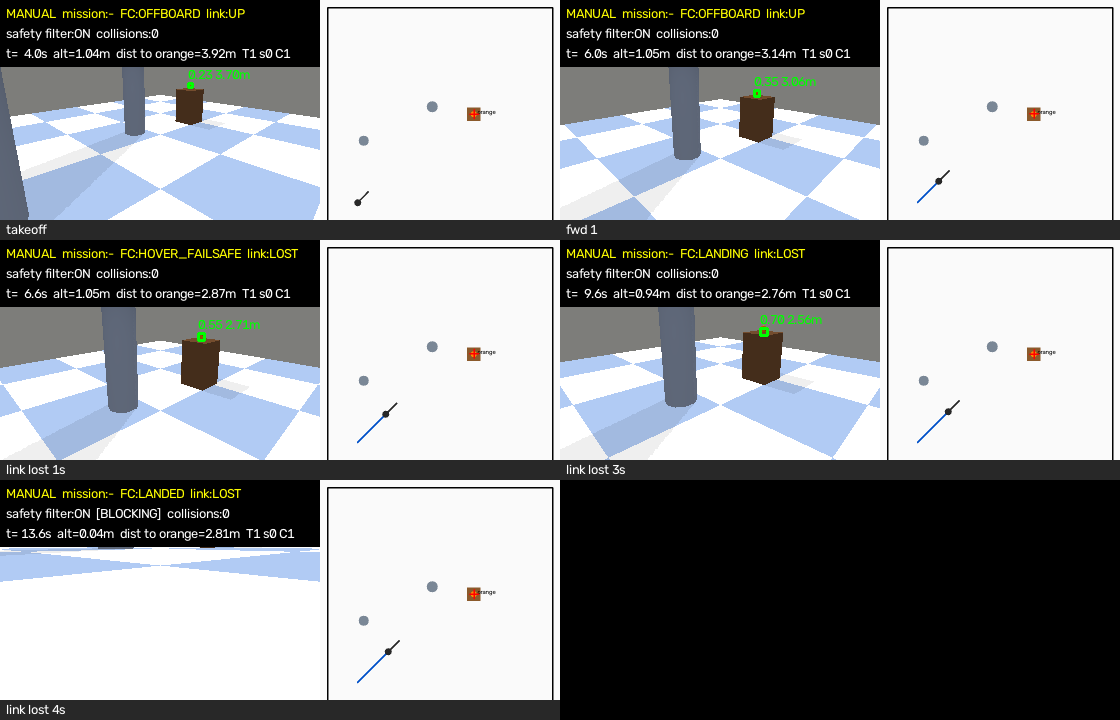 MANUAL mission:- FC:OFFBOARD link:UP
safety filter:ON collisions:0
t= 4.0s alt=1.04m dist to orange=3.92m T1 s0 C1
0.23 3.70m
orange
takeoff
MANUAL mission:- FC:OFFBOARD link:UP
safety filter:ON collisions:0
t= 6.0s alt=1.05m dist to orange=3.14m T1 s0 C1
0.35 3.06m
orange
fwd 1
MANUAL mission:- FC:HOVER_FAILSAFE link:LOST
safety filter:ON collisions:0
t= 6.6s alt=1.05m dist to orange=2.87m T1 s0 C1
0.55 2.71m
orange
link lost 1s
MANUAL mission:- FC:LANDING link:LOST
safety filter:ON collisions:0
t= 9.6s alt=0.94m dist to orange=2.76m T1 s0 C1
0.70 2.56m
orange
link lost 3s
MANUAL mission:- FC:LANDED link:LOST
safety filter:ON [BLOCKING] collisions:0
t= 13.6s alt=0.04m dist to orange=2.81m T1 s0 C1
orange
link lost 4s